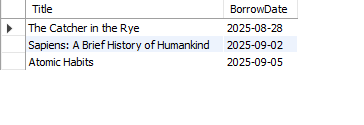 Title BorrowDate
The Catcher in the Rye 2025-08-28
Sapiens: A Brief History of Humankind 2025-09-02
Atomic Habits 2025-09-05